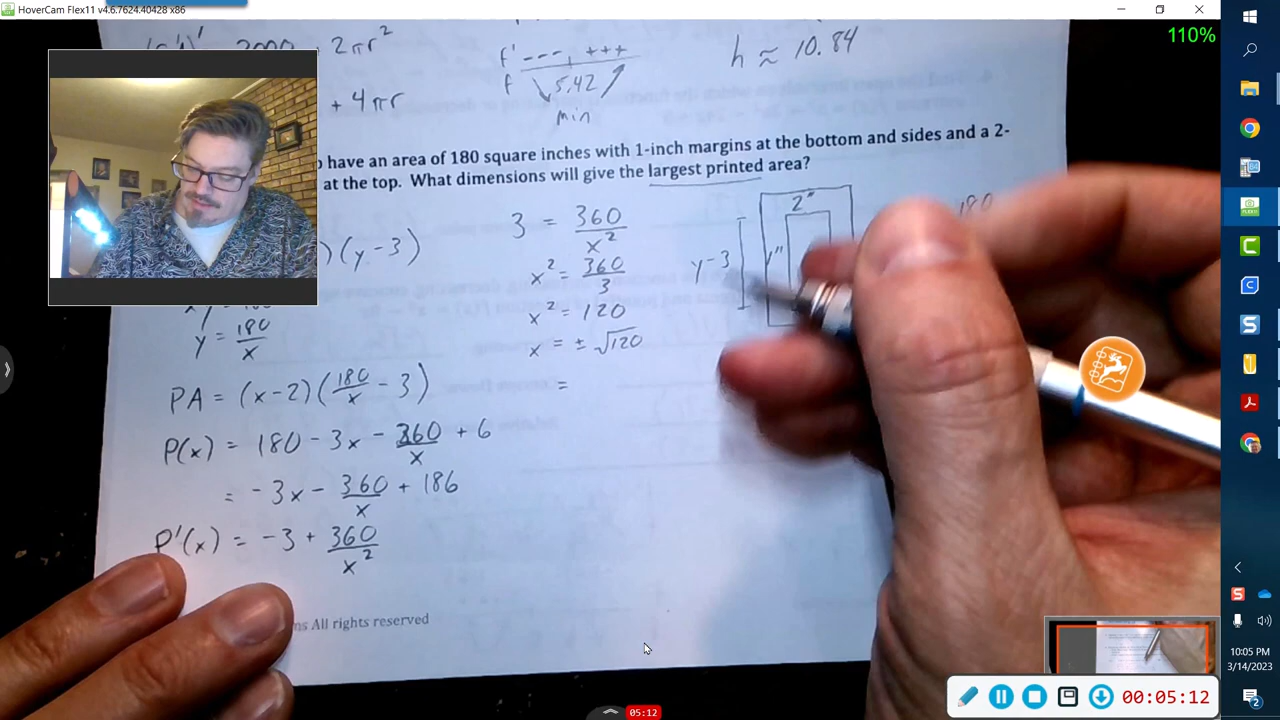 HoverCam Flex11 v4.6.7624.40428 x86
110%
+ 2πr²
+ 4πr
f' - - - + + +
f 5.42
min
h ≈ 10.84
have an area of 180 square inches with 1-inch margins at the bottom and sides and a 2-
at the top. What dimensions will give the largest printed area?
)(y-3)
y = 180/x
PA = (x-2)(180/x - 3)
P(x) = 180 - 3x - 360/x + 6
= -3x - 360/x + 186
P'(x) = -3 + 360/x²
3 = 360/x²
x² = 360/3
x² = 120
x = ± √120
=
2"
y-3
1"
180
All rights reserved
05:12
00:05:12
10:05 PM
3/14/2023
2